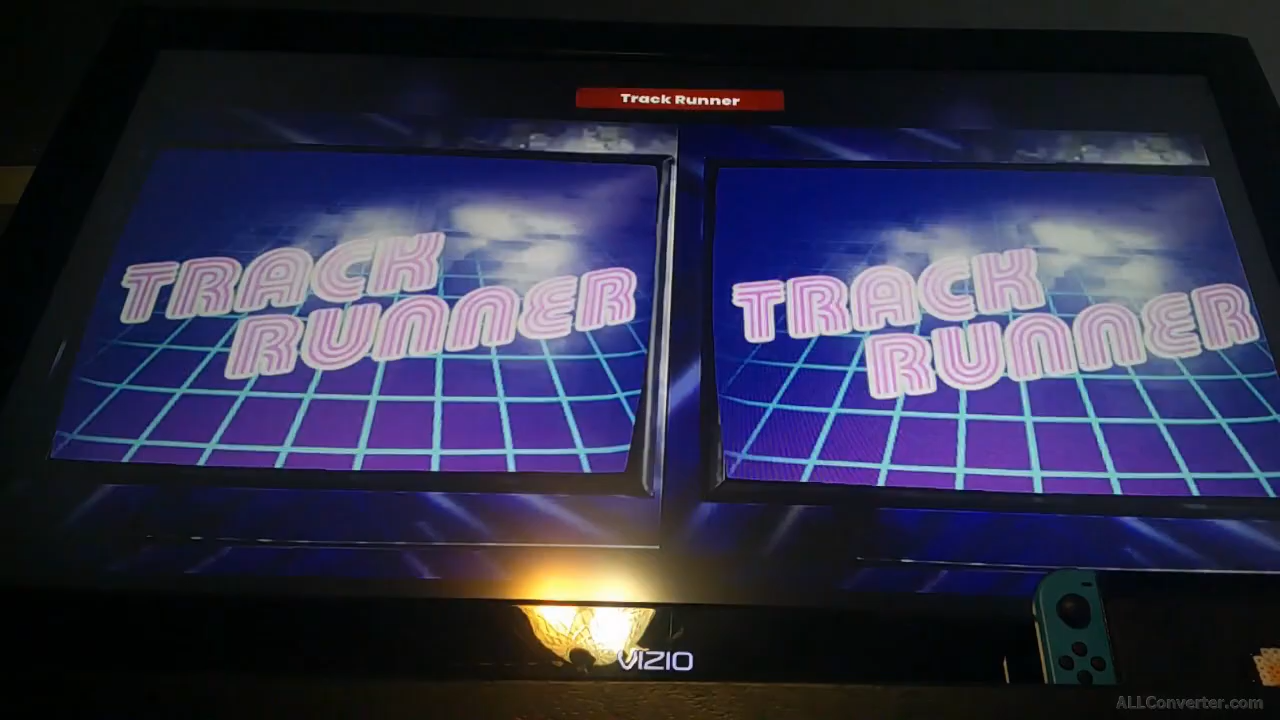 Track Runner
TRACK
RUNNER
TRACK
RUNNER
VIZIO
ALLConverter.com